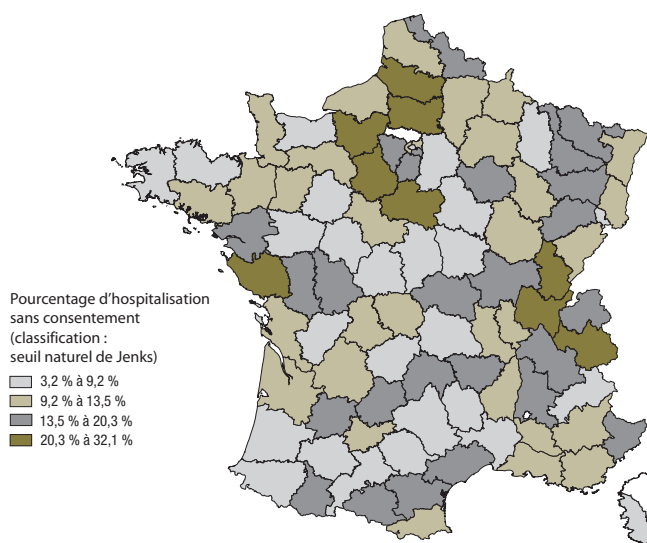 Pourcentage d'hospitalisation
sans consentement
(classification :
seuil naturel de Jenks)
3,2 % à 9,2 %
9,2 % à 13,5 %
13,5 % à 20,3 %
20,3 % à 32,1 %